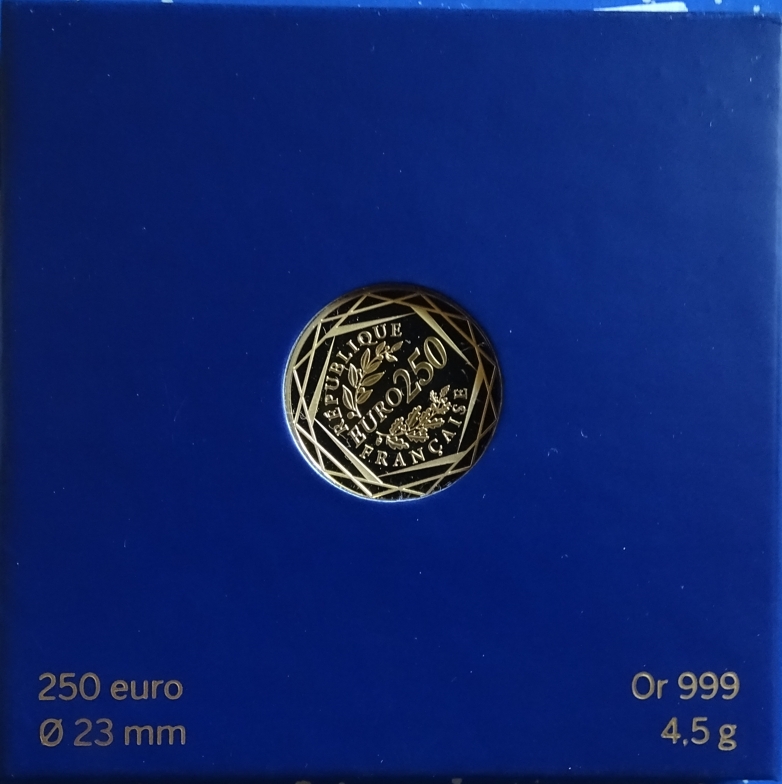 RÉPUBLIQUE
250
EURO
FRANÇAISE
250 euro
Or 999
Ø 23 mm
4,5 g